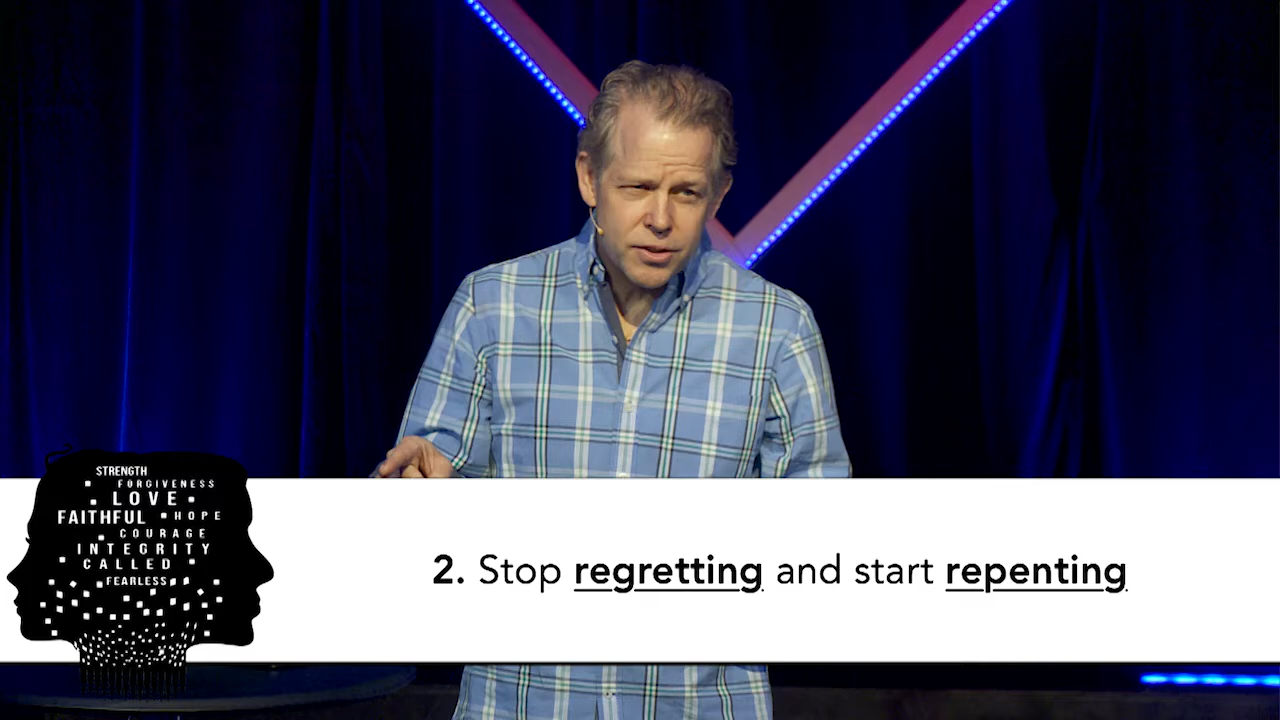 STRENGTH
FORGIVENESS
LOVE
FAITHFUL HOPE
COURAGE
INTEGRITY
CALLED
FEARLESS
2. Stop regretting and start repenting